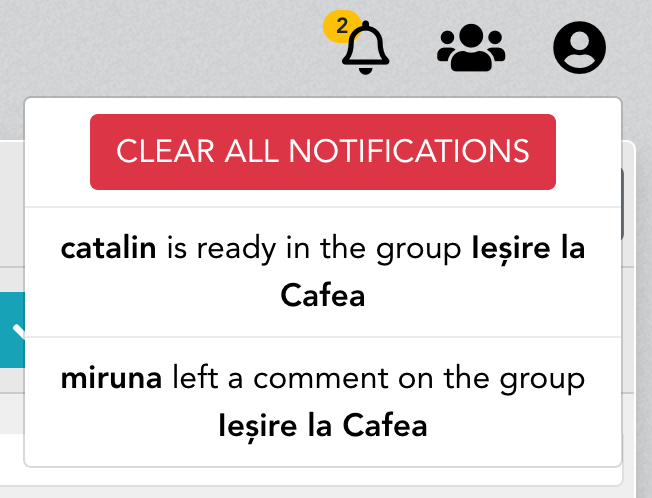 2
CLEAR ALL NOTIFICATIONS
catalin is ready in the group Ieșire la
Cafea
miruna left a comment on the group
Ieșire la Cafea